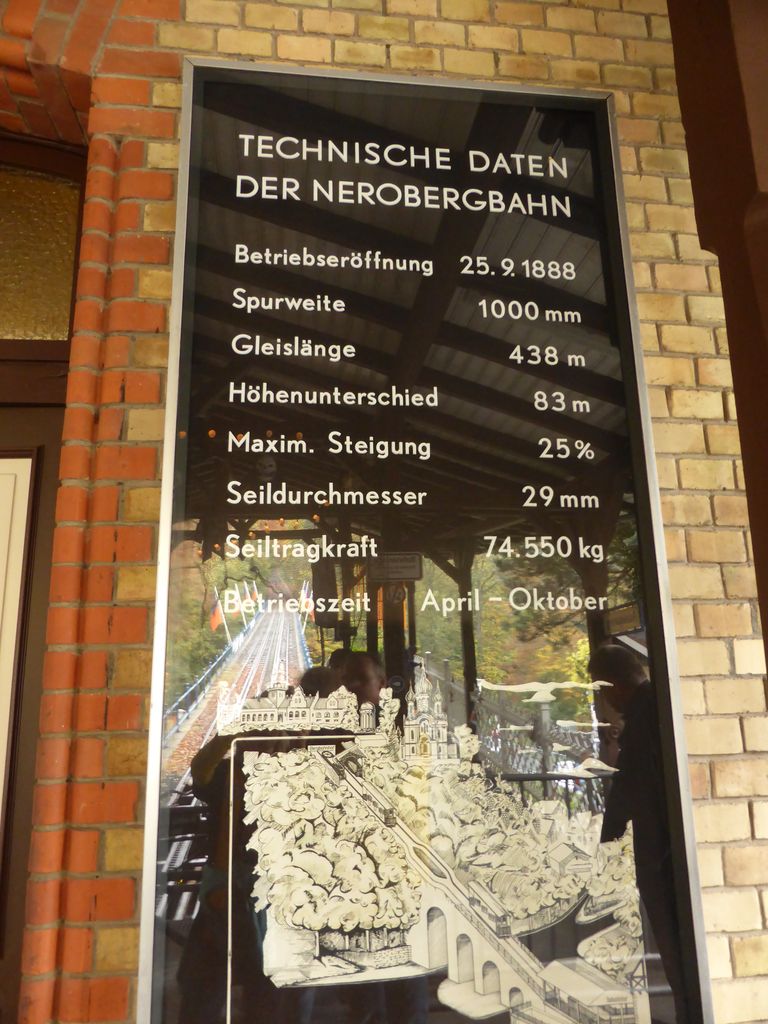 TECHNISCHE DATEN
DER NEROBERGBAHN
Betriebseröffnung 25.9.1888
Spurweite 1000 mm
Gleislänge 438 m
Höhenunterschied 83 m
Maxim. Steigung 25%
Seildurchmesser 29 mm
Seiltragkraft 74.550 kg
Betriebszeit April – Oktober